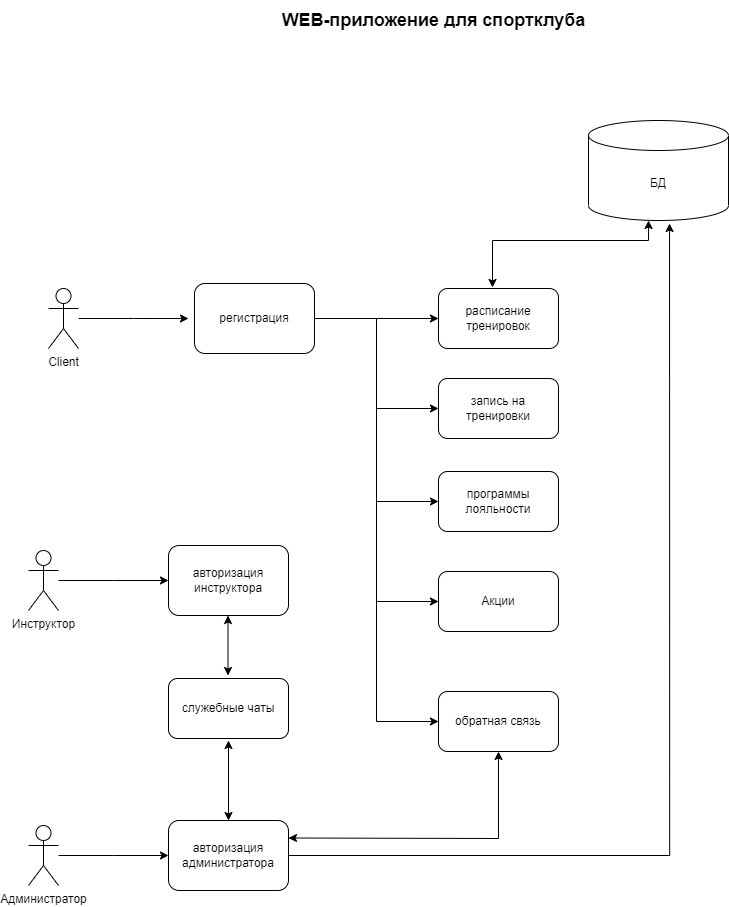 WEB-приложение для спортклуба
БД
регистрация
расписание
тренировок
Client
запись на
тренировки
программы
лояльности
авторизация
инструктора
Инструктор
Акции
служебные чаты
обратная связь
авторизация
администратора
Администратор